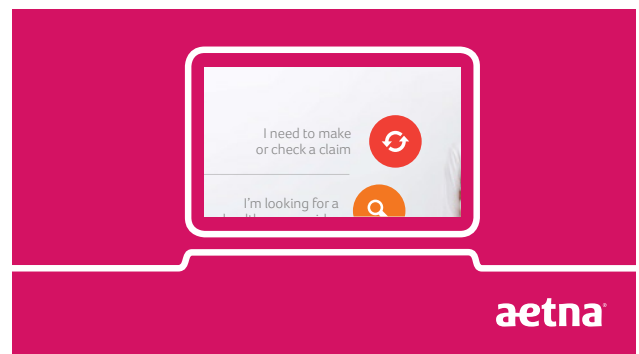 I need to make
or check a claim
I'm looking for a
aetna®